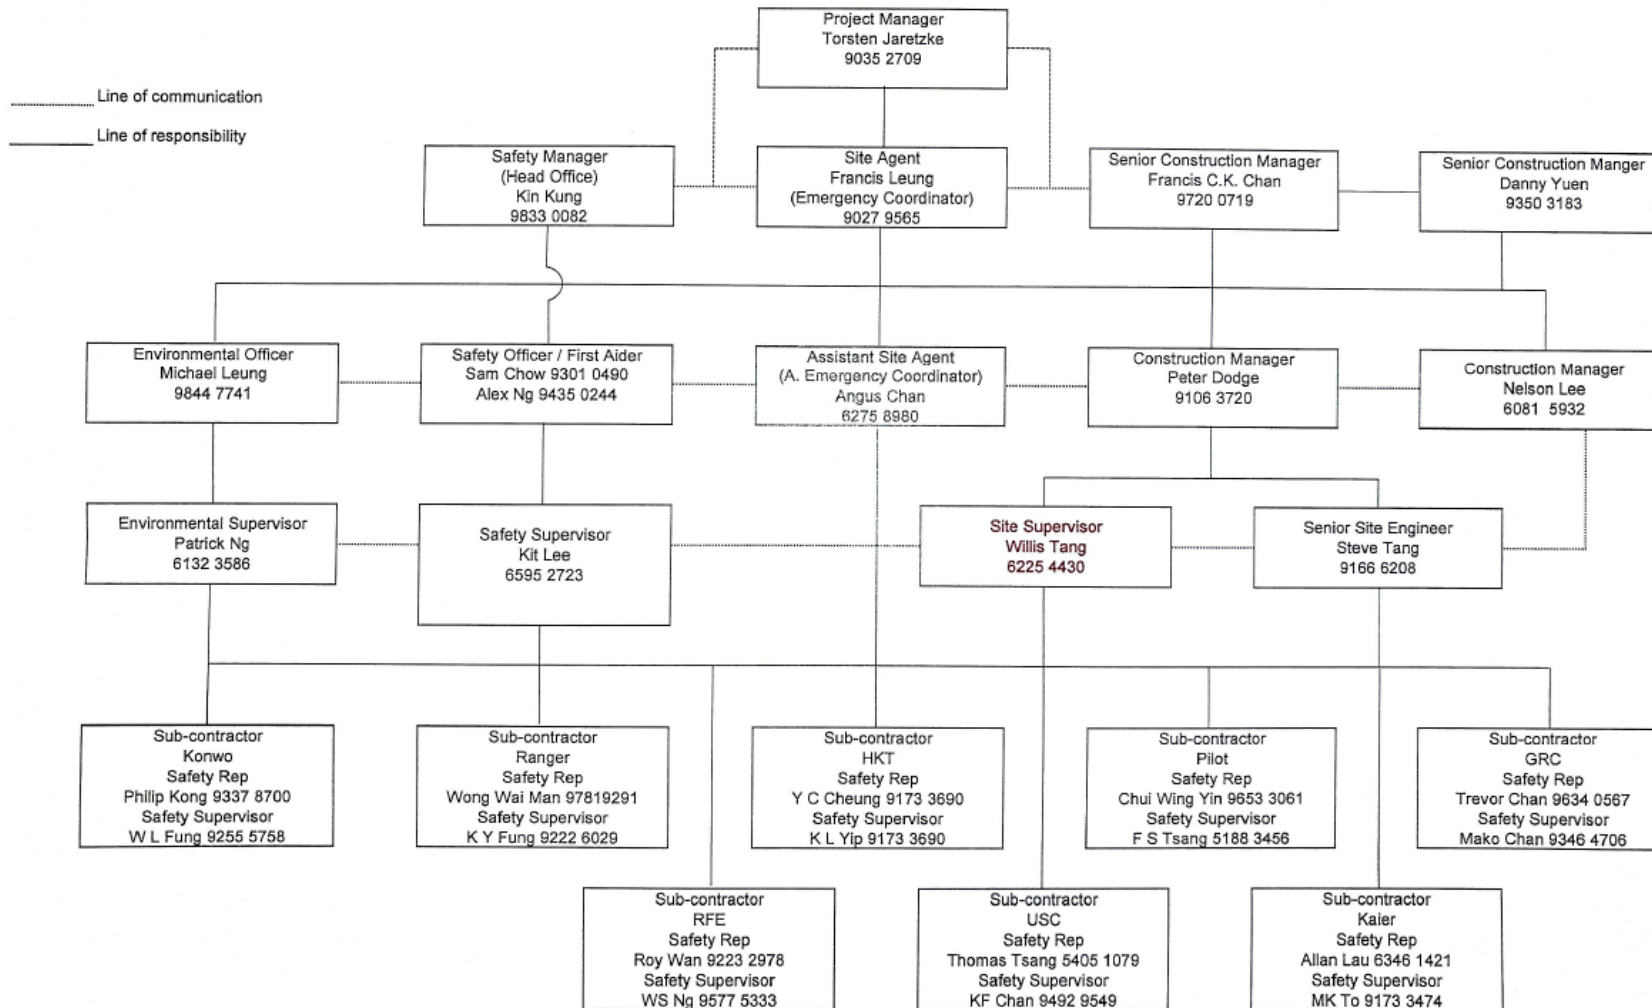 Project Manager
Torsten Jaretzke
9035 2709
Line of communication
Line of responsibility
Safety Manager
(Head Office)
Kin Kung
9833 0082
Site Agent
Francis Leung
(Emergency Coordinator)
9027 9565
Senior Construction Manager
Francis C.K. Chan
9720 0719
Senior Construction Manger
Danny Yuen
9350 3183
Environmental Officer
Michael Leung
9844 7741
Safety Officer / First Aider
Sam Chow 9301 0490
Alex Ng 9435 0244
Assistant Site Agent
(A. Emergency Coordinator)
Angus Chan
6275 8980
Construction Manager
Peter Dodge
9106 3720
Construction Manager
Nelson Lee
6081 5932
Environmental Supervisor
Patrick Ng
6132 3586
Safety Supervisor
Kit Lee
6595 2723
Site Supervisor
Willis Tang
6225 4430
Senior Site Engineer
Steve Tang
9166 6208
Sub-contractor
Konwo
Safety Rep
Philip Kong 9337 8700
Safety Supervisor
W L Fung 9255 5758
Sub-contractor
Ranger
Safety Rep
Wong Wai Man 97819291
Safety Supervisor
K Y Fung 9222 6029
Sub-contractor
HKT
Safety Rep
Y C Cheung 9173 3690
Safety Supervisor
K L Yip 9173 3690
Sub-contractor
Pilot
Safety Rep
Chui Wing Yin 9653 3061
Safety Supervisor
F S Tsang 5188 3456
Sub-contractor
GRC
Safety Rep
Trevor Chan 9634 0567
Safety Supervisor
Mako Chan 9346 4706
Sub-contractor
RFE
Safety Rep
Roy Wan 9223 2978
Safety Supervisor
WS Ng 9577 5333
Sub-contractor
USC
Safety Rep
Thomas Tsang 5405 1079
Safety Supervisor
KF Chan 9492 9549
Sub-contractor
Kaier
Safety Rep
Allan Lau 6346 1421
Safety Supervisor
MK To 9173 3474